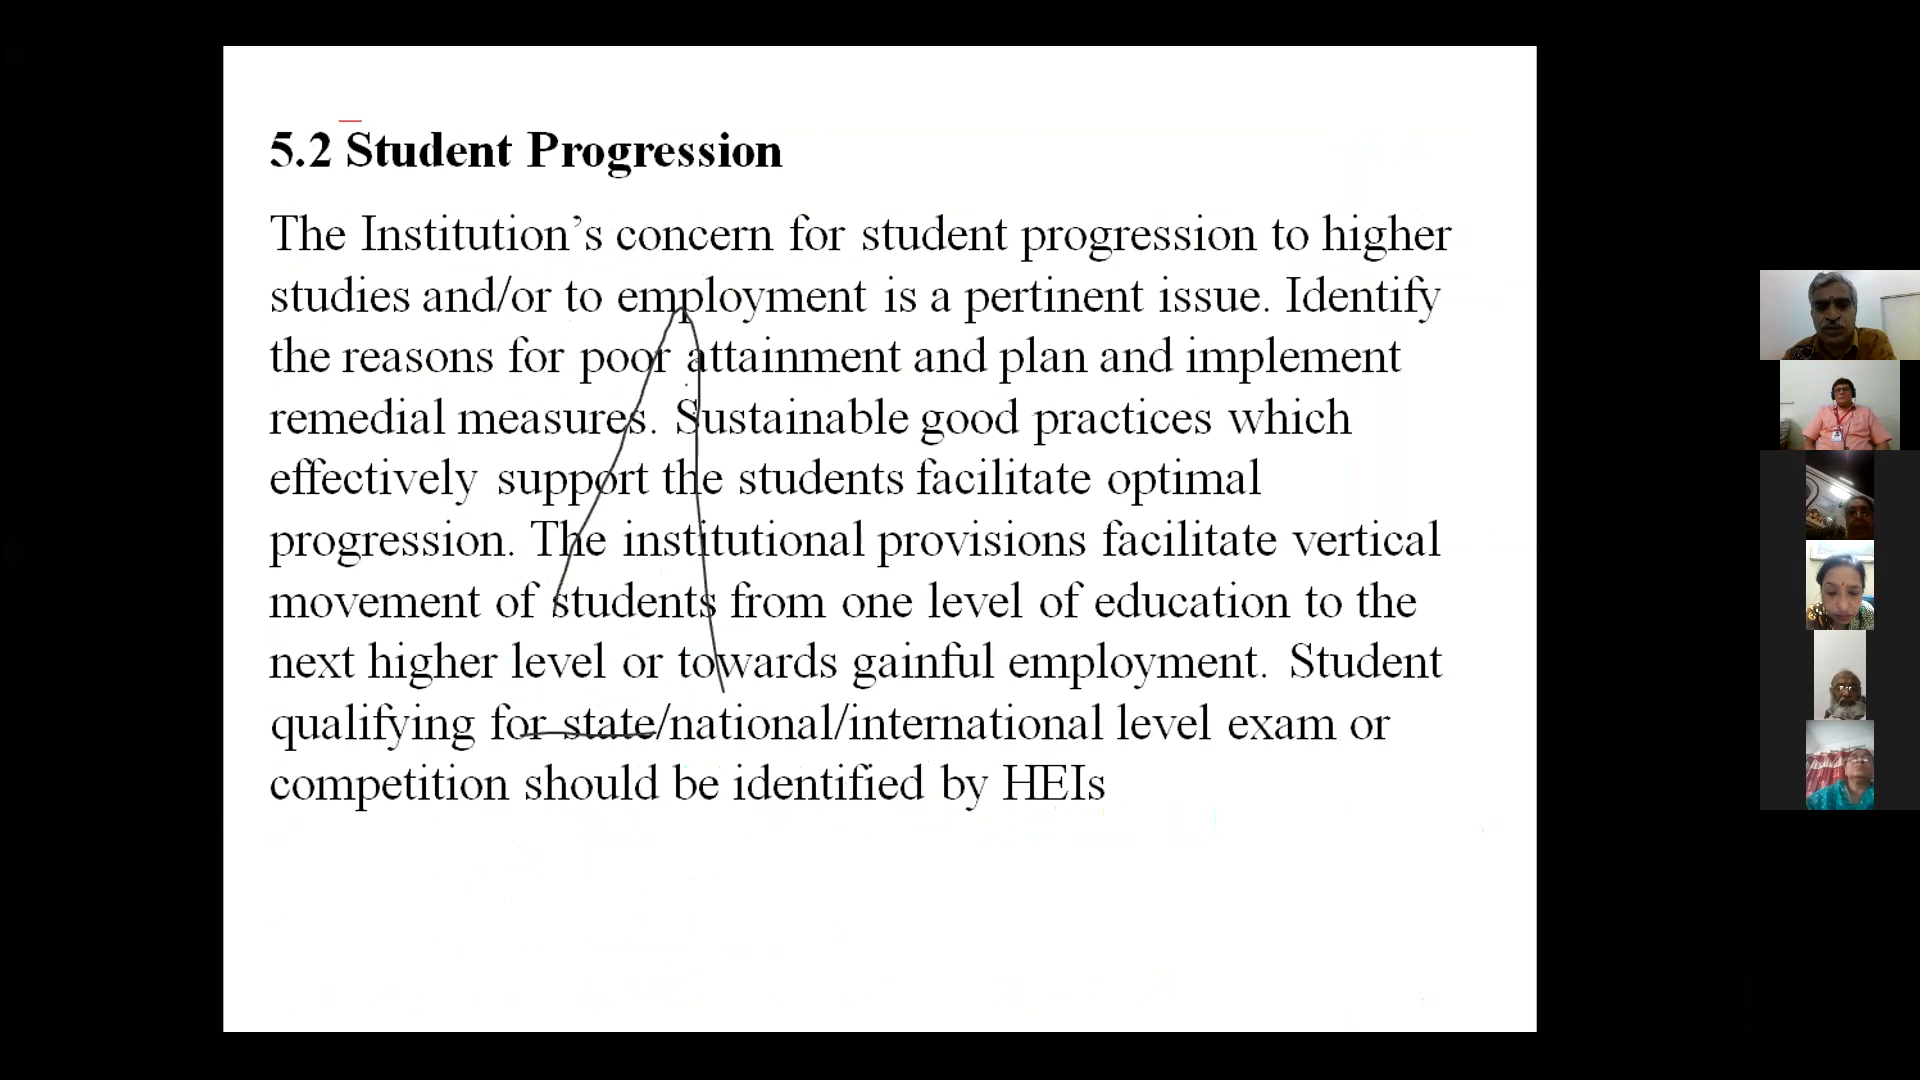 5.2 Student Progression
The Institution’s concern for student progression to higher
studies and/or to employment is a pertinent issue. Identify
the reasons for poor attainment and plan and implement
remedial measures. Sustainable good practices which
effectively support the students facilitate optimal
progression. The institutional provisions facilitate vertical
movement of students from one level of education to the
next higher level or towards gainful employment. Student
qualifying for state/national/international level exam or
competition should be identified by HEIs